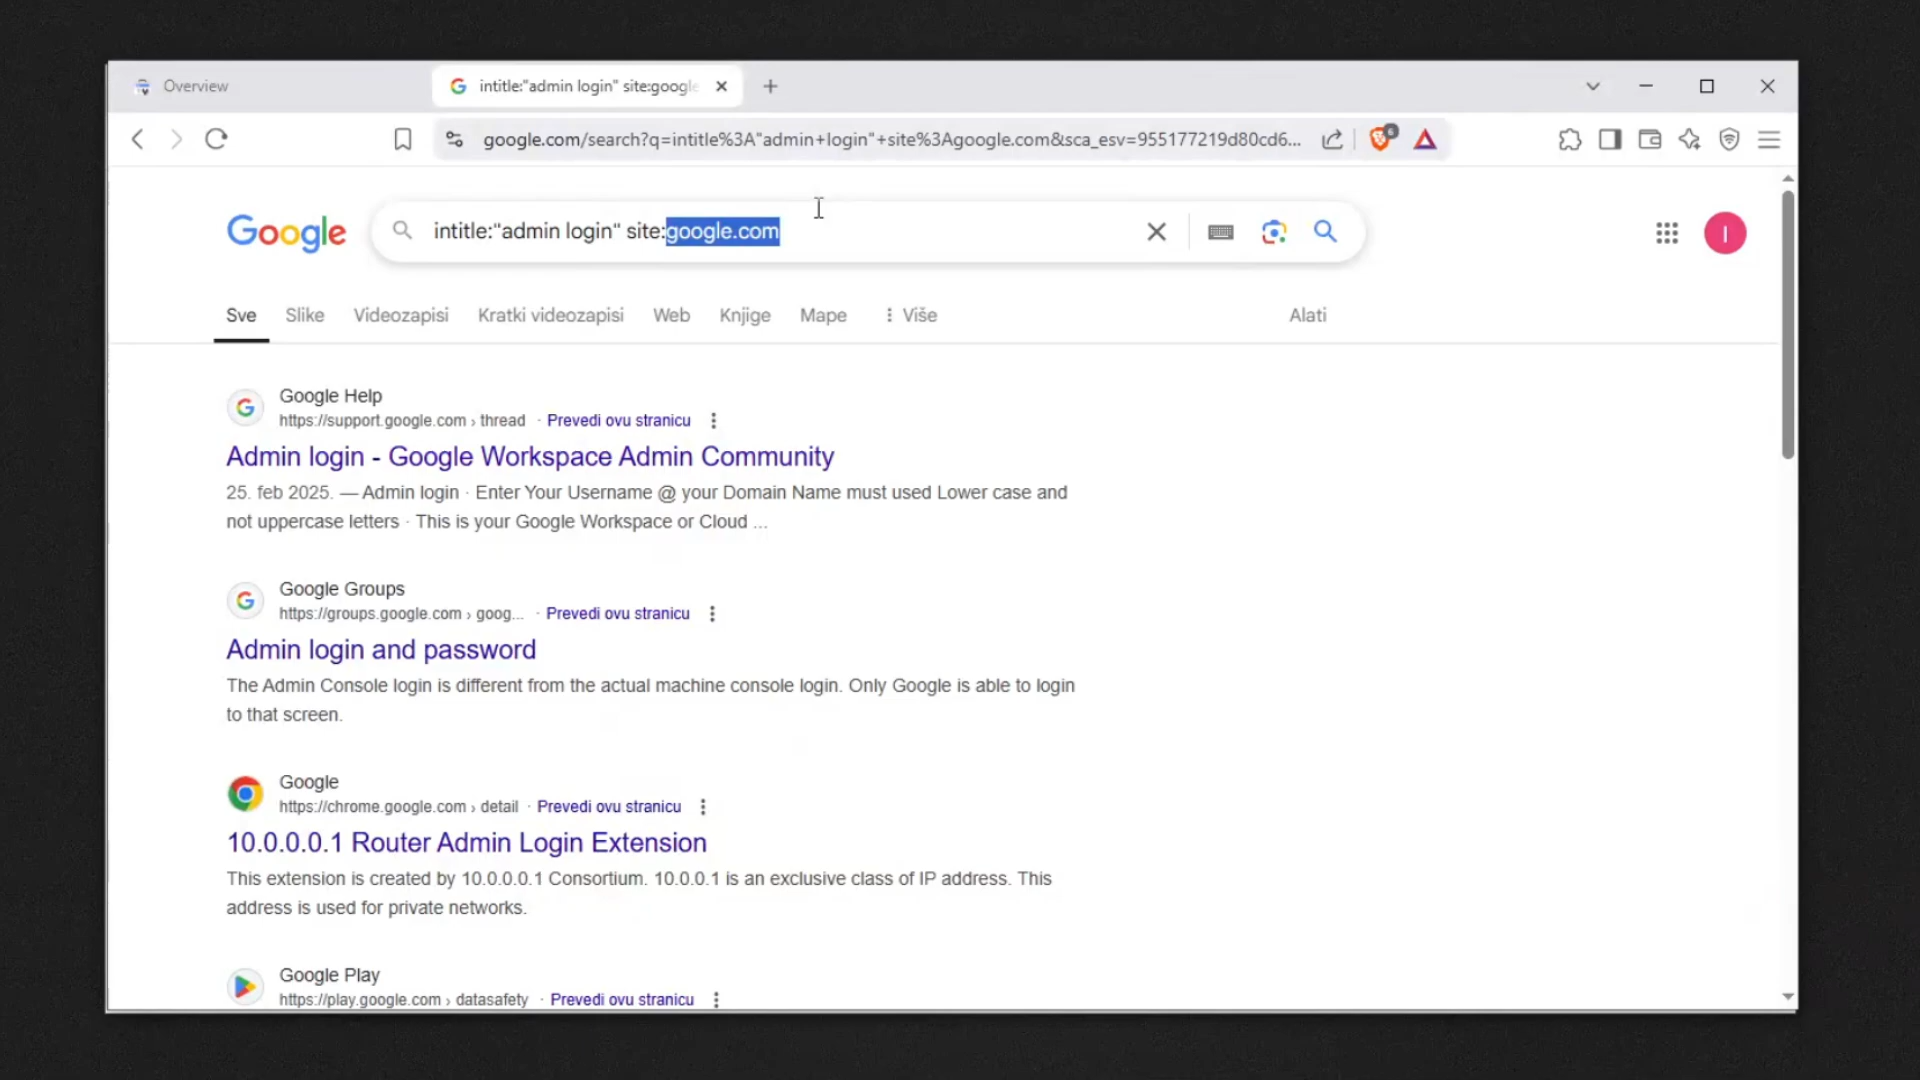 Overview
intitle:"admin login" site:google
google.com/search?q=intitle%3A"admin+login"+site%3Agoogle.com&sca_esv=955177219d80cd6...
6
Google
intitle:"admin login" site:google.com
I
Sve
Slike
Videozapisi
Kratki videozapisi
Web
Knjige
Mape
Više
Alati
Google Help
https://support.google.com › thread · Prevedi ovu stranicu
Admin login - Google Workspace Admin Community
25. feb 2025. — Admin login · Enter Your Username @ your Domain Name must used Lower case and
not uppercase letters · This is your Google Workspace or Cloud ...
Google Groups
https://groups.google.com › goog... · Prevedi ovu stranicu
Admin login and password
The Admin Console login is different from the actual machine console login. Only Google is able to login
to that screen.
Google
https://chrome.google.com › detail · Prevedi ovu stranicu
10.0.0.0.1 Router Admin Login Extension
This extension is created by 10.0.0.0.1 Consortium. 10.0.0.1 is an exclusive class of IP address. This
address is used for private networks.
Google Play
https://play.google.com › datasafety · Prevedi ovu stranicu